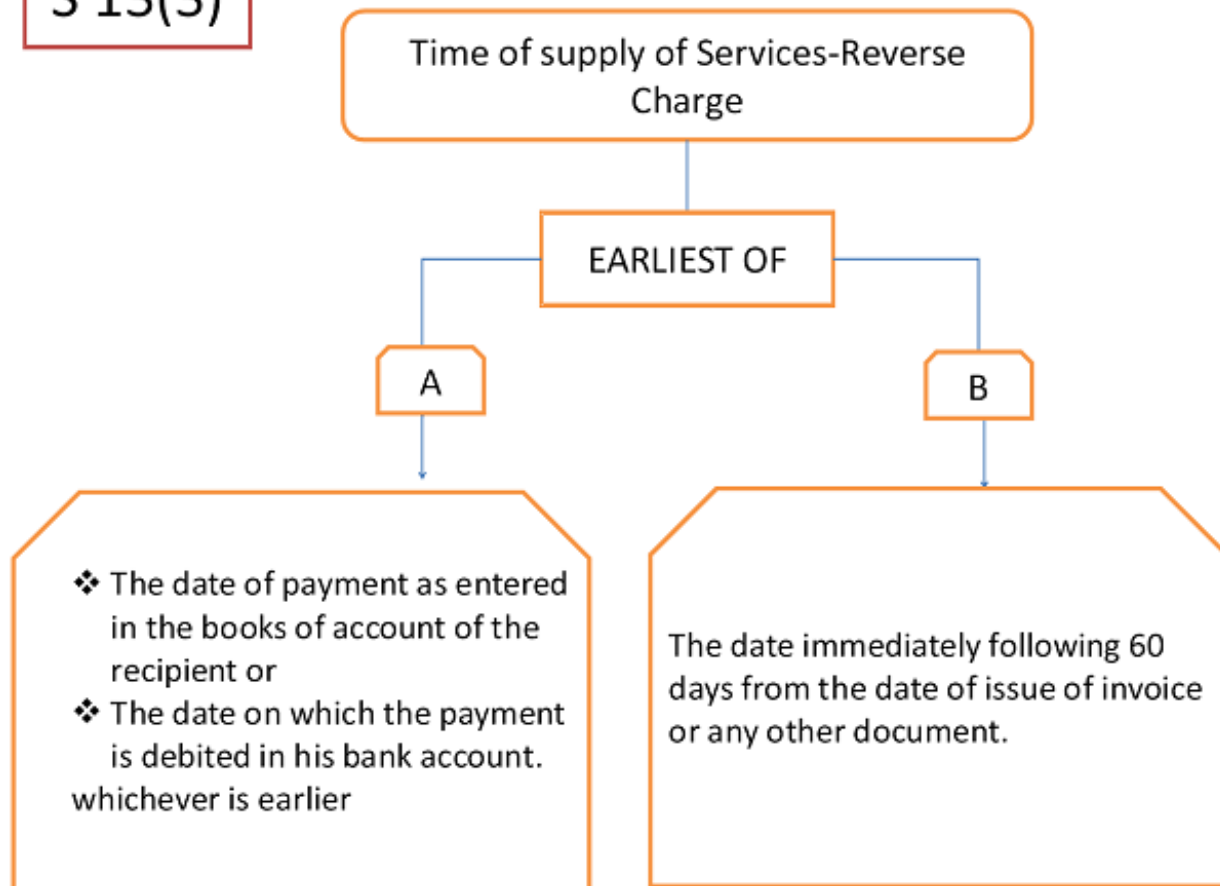 S 13(3)
Time of supply of Services-Reverse
Charge
EARLIEST OF
A
B
❖ The date of payment as entered
in the books of account of the
recipient or
❖ The date on which the payment
is debited in his bank account.
whichever is earlier
The date immediately following 60
days from the date of issue of invoice
or any other document.